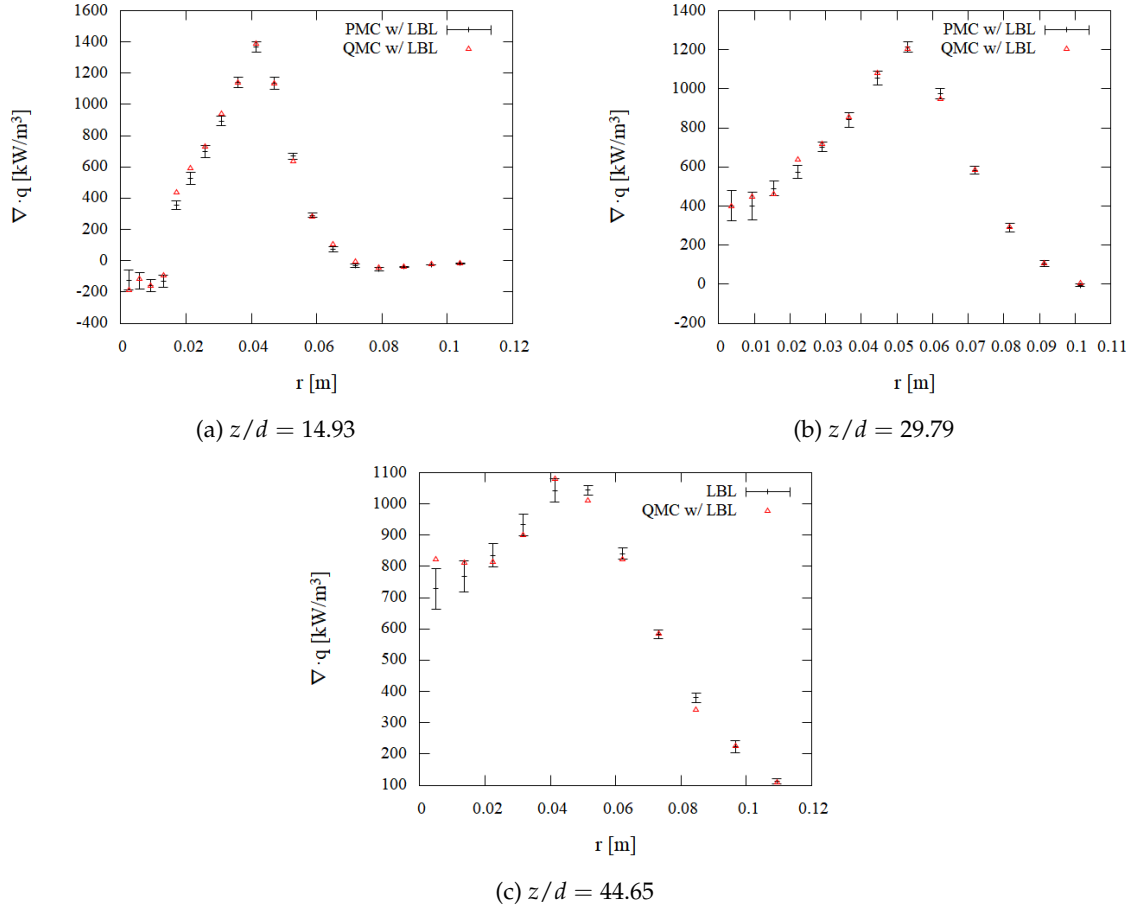 1600
1400
1200
1000
800
600
400
200
0
-200
-400
∇·q [kW/m³]
PMC w/ LBL
QMC w/ LBL
0 0.02 0.04 0.06 0.08 0.1 0.12
r [m]
(a) z/d = 14.93
1400
1200
1000
800
600
400
200
0
-200
∇·q [kW/m³]
PMC w/ LBL
QMC w/ LBL
0 0.01 0.02 0.03 0.04 0.05 0.06 0.07 0.08 0.09 0.1 0.11
r [m]
(b) z/d = 29.79
1100
1000
900
800
700
600
500
400
300
200
100
∇·q [kW/m³]
LBL
QMC w/ LBL
0 0.02 0.04 0.06 0.08 0.1 0.12
r [m]
(c) z/d = 44.65